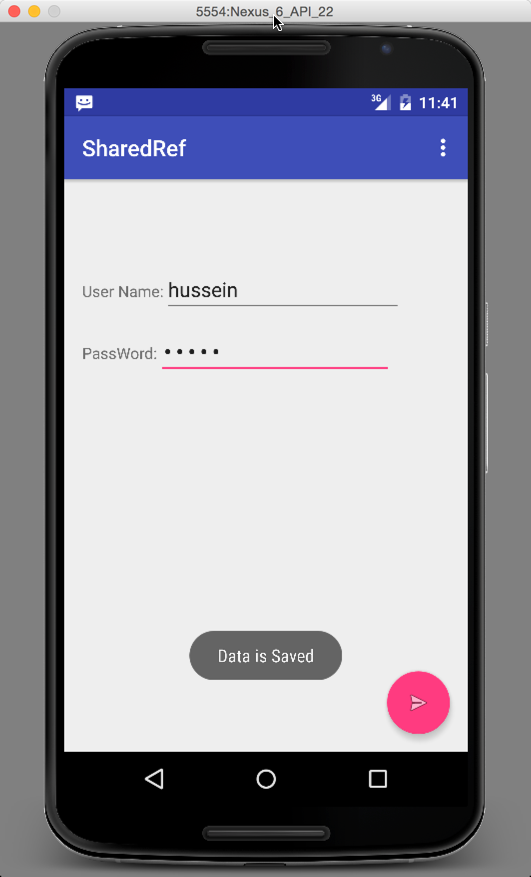 5554:Nexus_6_API_22
3G 11:41
SharedRef
User Name: hussein
PassWord: •••••
Data is Saved